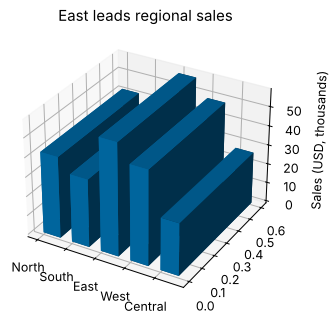 East leads regional sales
Sales (USD, thousands)
50
40
30
20
10
0
0.6
0.5
0.4
0.3
0.2
0.1
0.0
North
South
East
West
Central